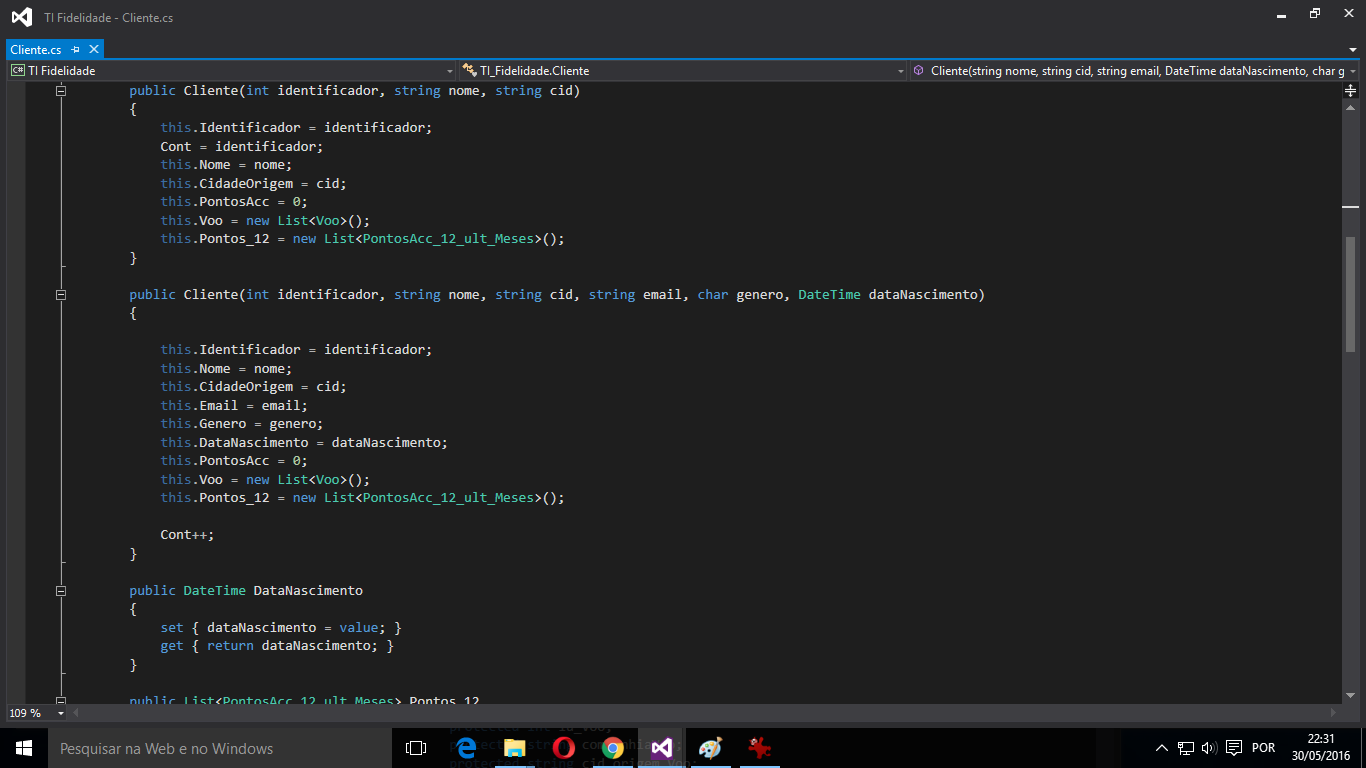 TI Fidelidade - Cliente.cs
Cliente.cs
C# TI Fidelidade
TI_Fidelidade.Cliente
Cliente(string nome, string cid, string email, DateTime dataNascimento, char g
public Cliente(int identificador, string nome, string cid)
{
this.Identificador = identificador;
Cont = identificador;
this.Nome = nome;
this.CidadeOrigem = cid;
this.PontosAcc = 0;
this.Voo = new List<Voo>();
this.Pontos_12 = new List<PontosAcc_12_ult_Meses>();
}
public Cliente(int identificador, string nome, string cid, string email, char genero, DateTime dataNascimento)
{
this.Identificador = identificador;
this.Nome = nome;
this.CidadeOrigem = cid;
this.Email = email;
this.Genero = genero;
this.DataNascimento = dataNascimento;
this.PontosAcc = 0;
this.Voo = new List<Voo>();
this.Pontos_12 = new List<PontosAcc_12_ult_Meses>();
Cont++;
}
public DateTime DataNascimento
{
set { dataNascimento = value; }
get { return dataNascimento; }
}
public List<PontosAcc_12_ult_Meses> Pontos_12
109 %
Pesquisar na Web e no Windows
POR
22:31
30/05/2016